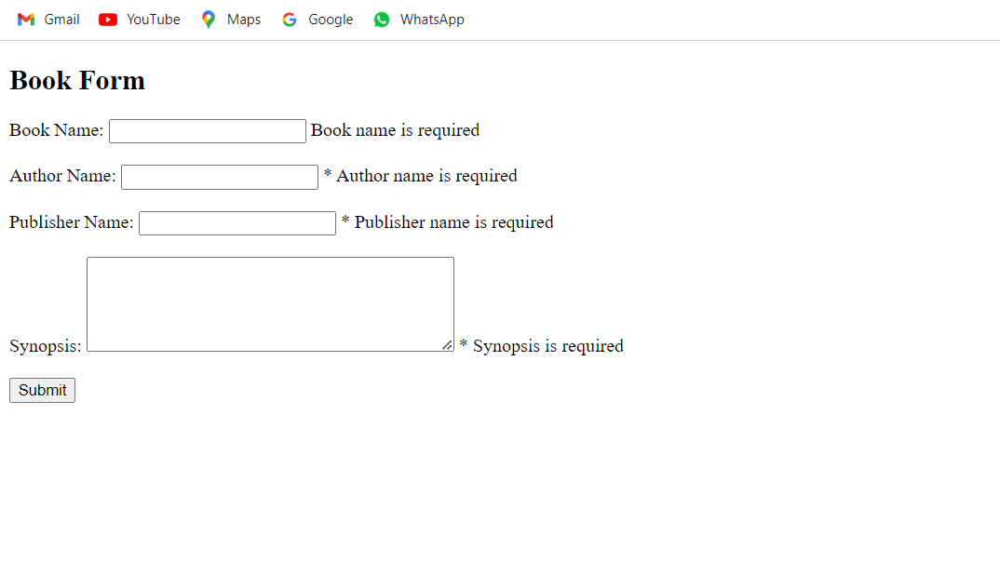 Gmail YouTube Maps Google WhatsApp
Book Form
Book Name: Book name is required
Author Name: * Author name is required
Publisher Name: * Publisher name is required
Synopsis: * Synopsis is required
Submit